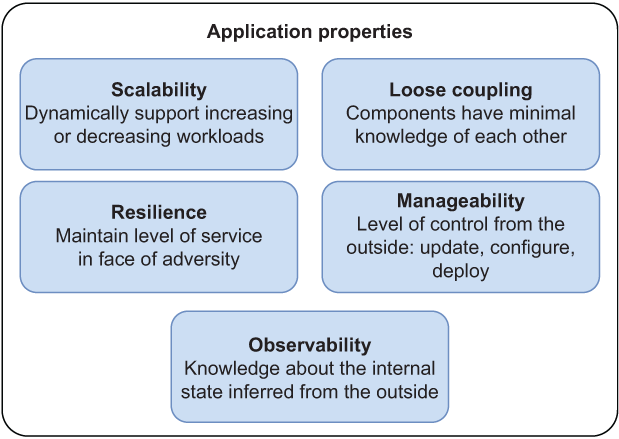 Application properties
Scalability
Dynamically support increasing
or decreasing workloads
Loose coupling
Components have minimal
knowledge of each other
Resilience
Maintain level of service
in face of adversity
Manageability
Level of control from the
outside: update, configure,
deploy
Observability
Knowledge about the internal
state inferred from the outside